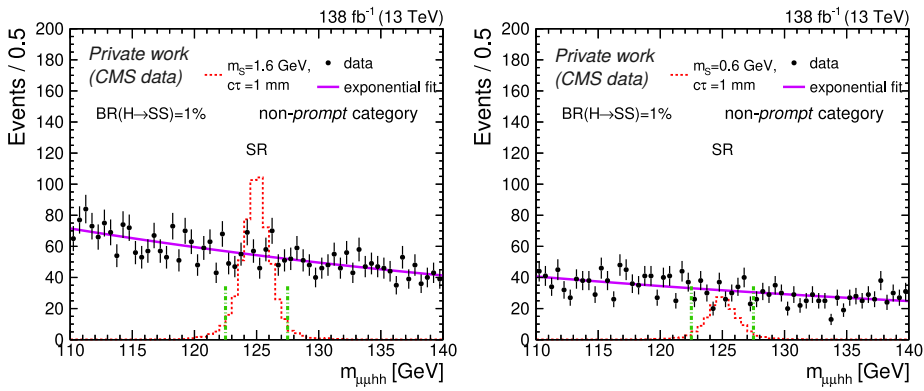 138 fb⁻¹ (13 TeV)
Events / 0.5
200
180
160
140
120
100
80
60
40
20
0
Private work
(CMS data)
m_S=1.6 GeV,
cτ=1 mm
data
exponential fit
BR(H→SS)=1%
non-prompt category
SR
110 115 120 125 130 135 140
m_μμhh [GeV]
138 fb⁻¹ (13 TeV)
Events / 0.5
200
180
160
140
120
100
80
60
40
20
0
Private work
(CMS data)
m_S=0.6 GeV,
cτ=1 mm
data
exponential fit
BR(H→SS)=1%
non-prompt category
SR
110 115 120 125 130 135 140
m_μμhh [GeV]